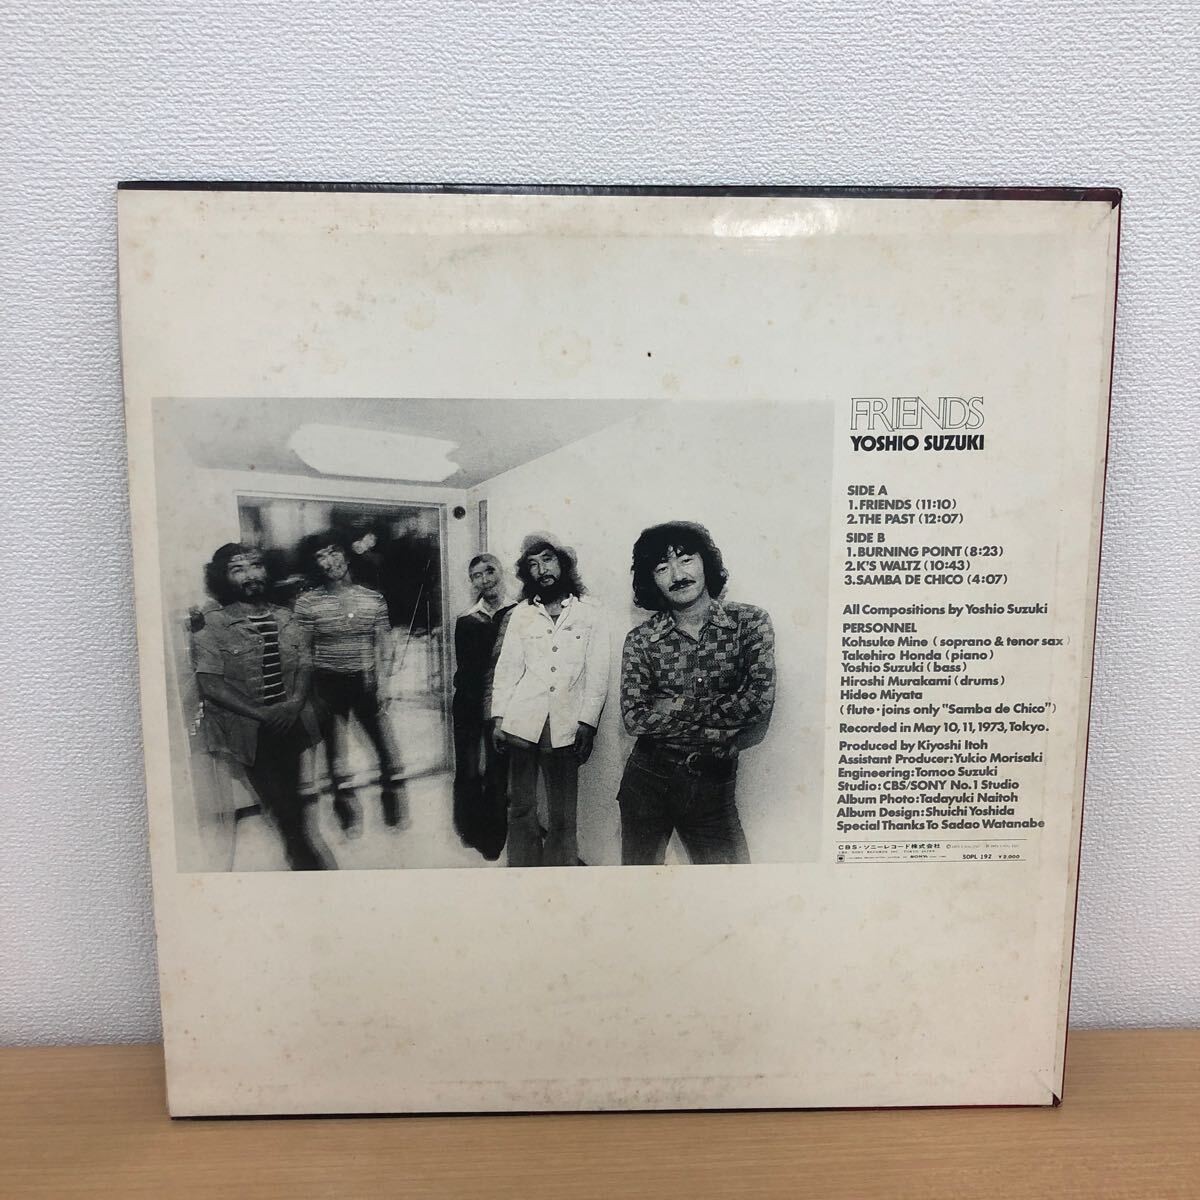 FRIENDS
YOSHIO SUZUKI
SIDE A
1. FRIENDS (11:10)
2. THE PAST (12:07)
SIDE B
1. BURNING POINT (8:23)
2. K'S WALTZ (10:43)
3. SAMBA DE CHICO (4:07)
All Compositions by Yoshio Suzuki
PERSONNEL
Kohsuke Mine (soprano & tenor sax)
Takehiro Honda (piano)
Yoshio Suzuki (bass)
Hiroshi Murakami (drums)
Hideo Miyata
(flute・joins only "Samba de Chico")
Recorded in May 10, 11, 1973, Tokyo.
Produced by Kiyoshi Itoh
Assistant Producer: Yukio Morisaki
Engineering: Tomoo Suzuki
Studio: CBS/SONY No.1 Studio
Album Photo: Tadayuki Naitoh
Album Design: Shuichi Yoshida
Special Thanks To Sadao Watanabe
CBS・ソニーレコード株式会社
SONY
SOPL 192 ¥2,000